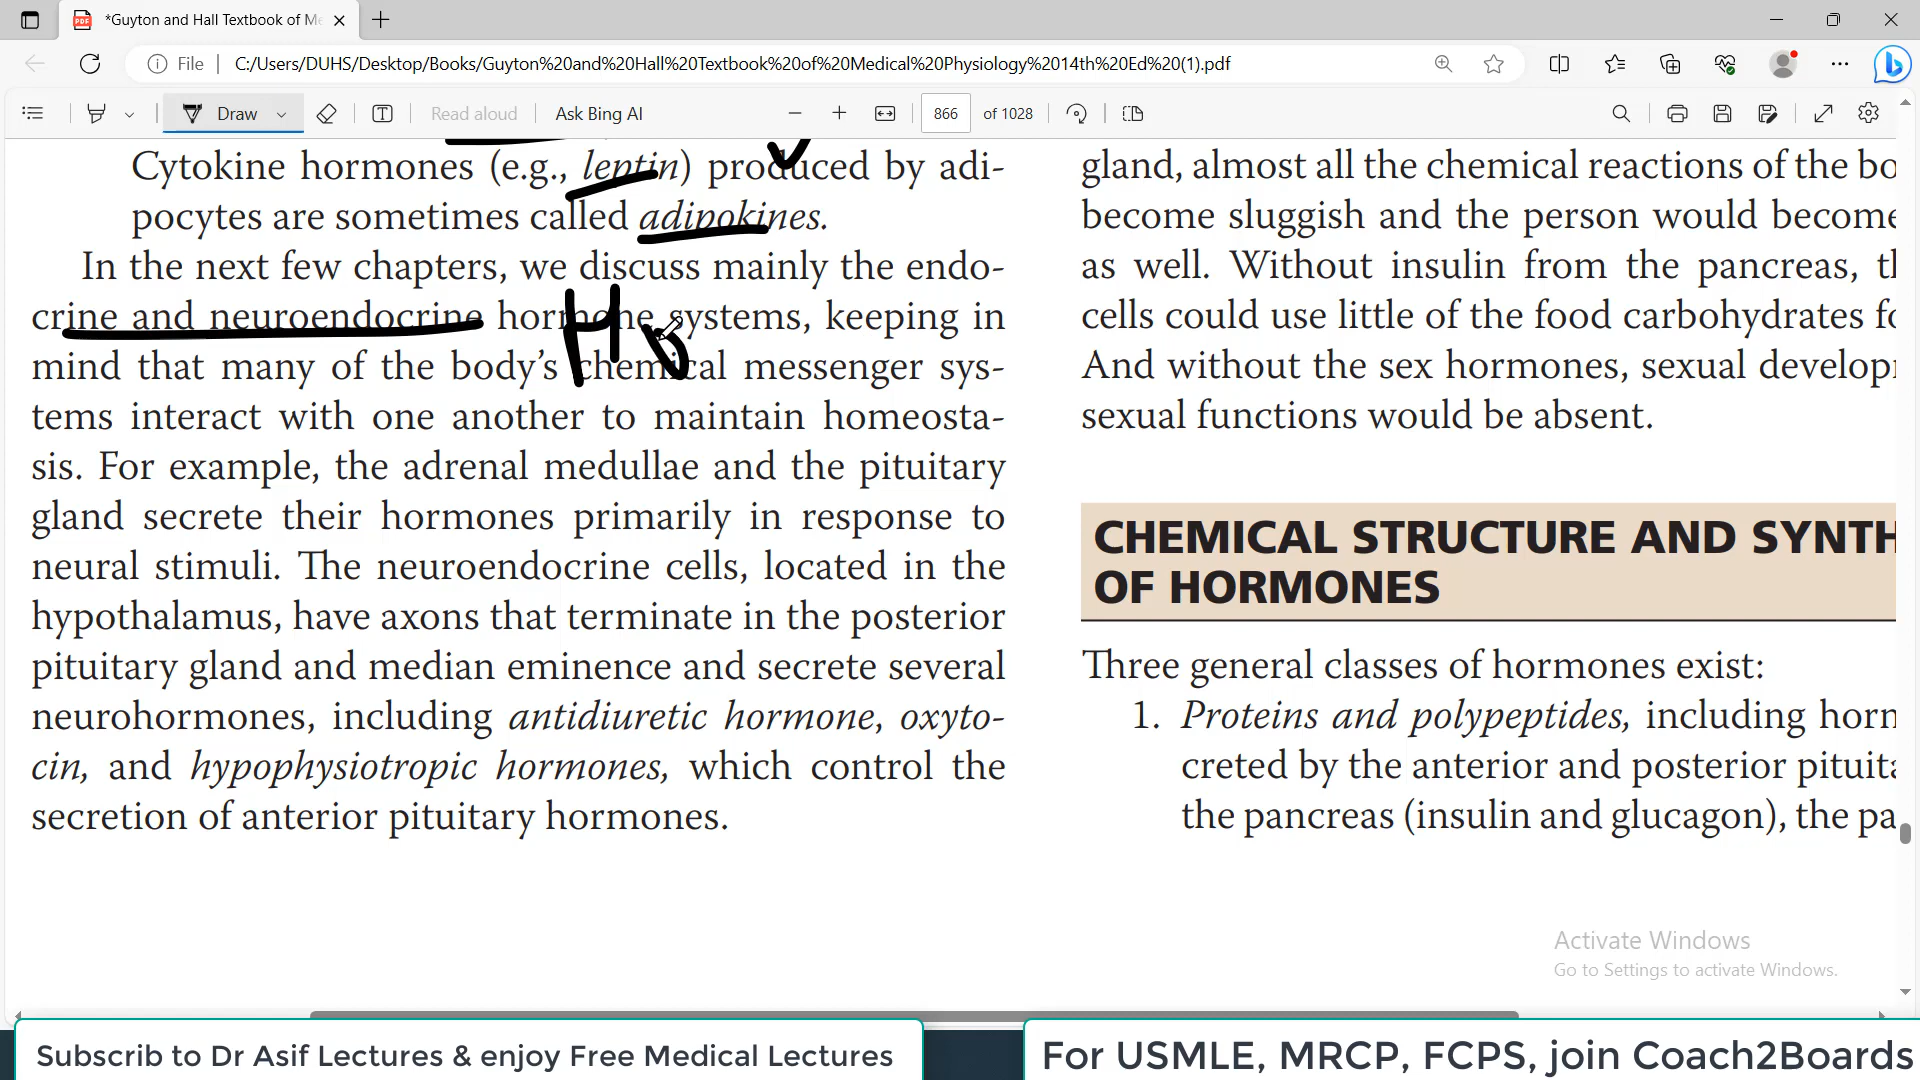 *Guyton and Hall Textbook of Me
File
C:/Users/DUHS/Desktop/Books/Guyton%20and%20Hall%20Textbook%20of%20Medical%20Physiology%2014th%20Ed%20(1).pdf
Draw
Read aloud
Ask Bing AI
866 of 1028
Cytokine hormones (e.g., leptin) produced by adi-
pocytes are sometimes called adipokines.
In the next few chapters, we discuss mainly the endo-
crine and neuroendocrine hormone systems, keeping in
mind that many of the body's chemical messenger sys-
tems interact with one another to maintain homeosta-
sis. For example, the adrenal medullae and the pituitary
gland secrete their hormones primarily in response to
neural stimuli. The neuroendocrine cells, located in the
hypothalamus, have axons that terminate in the posterior
pituitary gland and median eminence and secrete several
neurohormones, including antidiuretic hormone, oxyto-
cin, and hypophysiotropic hormones, which control the
secretion of anterior pituitary hormones.
Ho
gland, almost all the chemical reactions of the bo
become sluggish and the person would become
as well. Without insulin from the pancreas, th
cells could use little of the food carbohydrates fo
And without the sex hormones, sexual develop
sexual functions would be absent.
CHEMICAL STRUCTURE AND SYNTH
OF HORMONES
Three general classes of hormones exist:
1. Proteins and polypeptides, including horn
creted by the anterior and posterior pituita
the pancreas (insulin and glucagon), the pa
Activate Windows
Go to Settings to activate Windows.
Subscrib to Dr Asif Lectures & enjoy Free Medical Lectures
For USMLE, MRCP, FCPS, join Coach2Boards